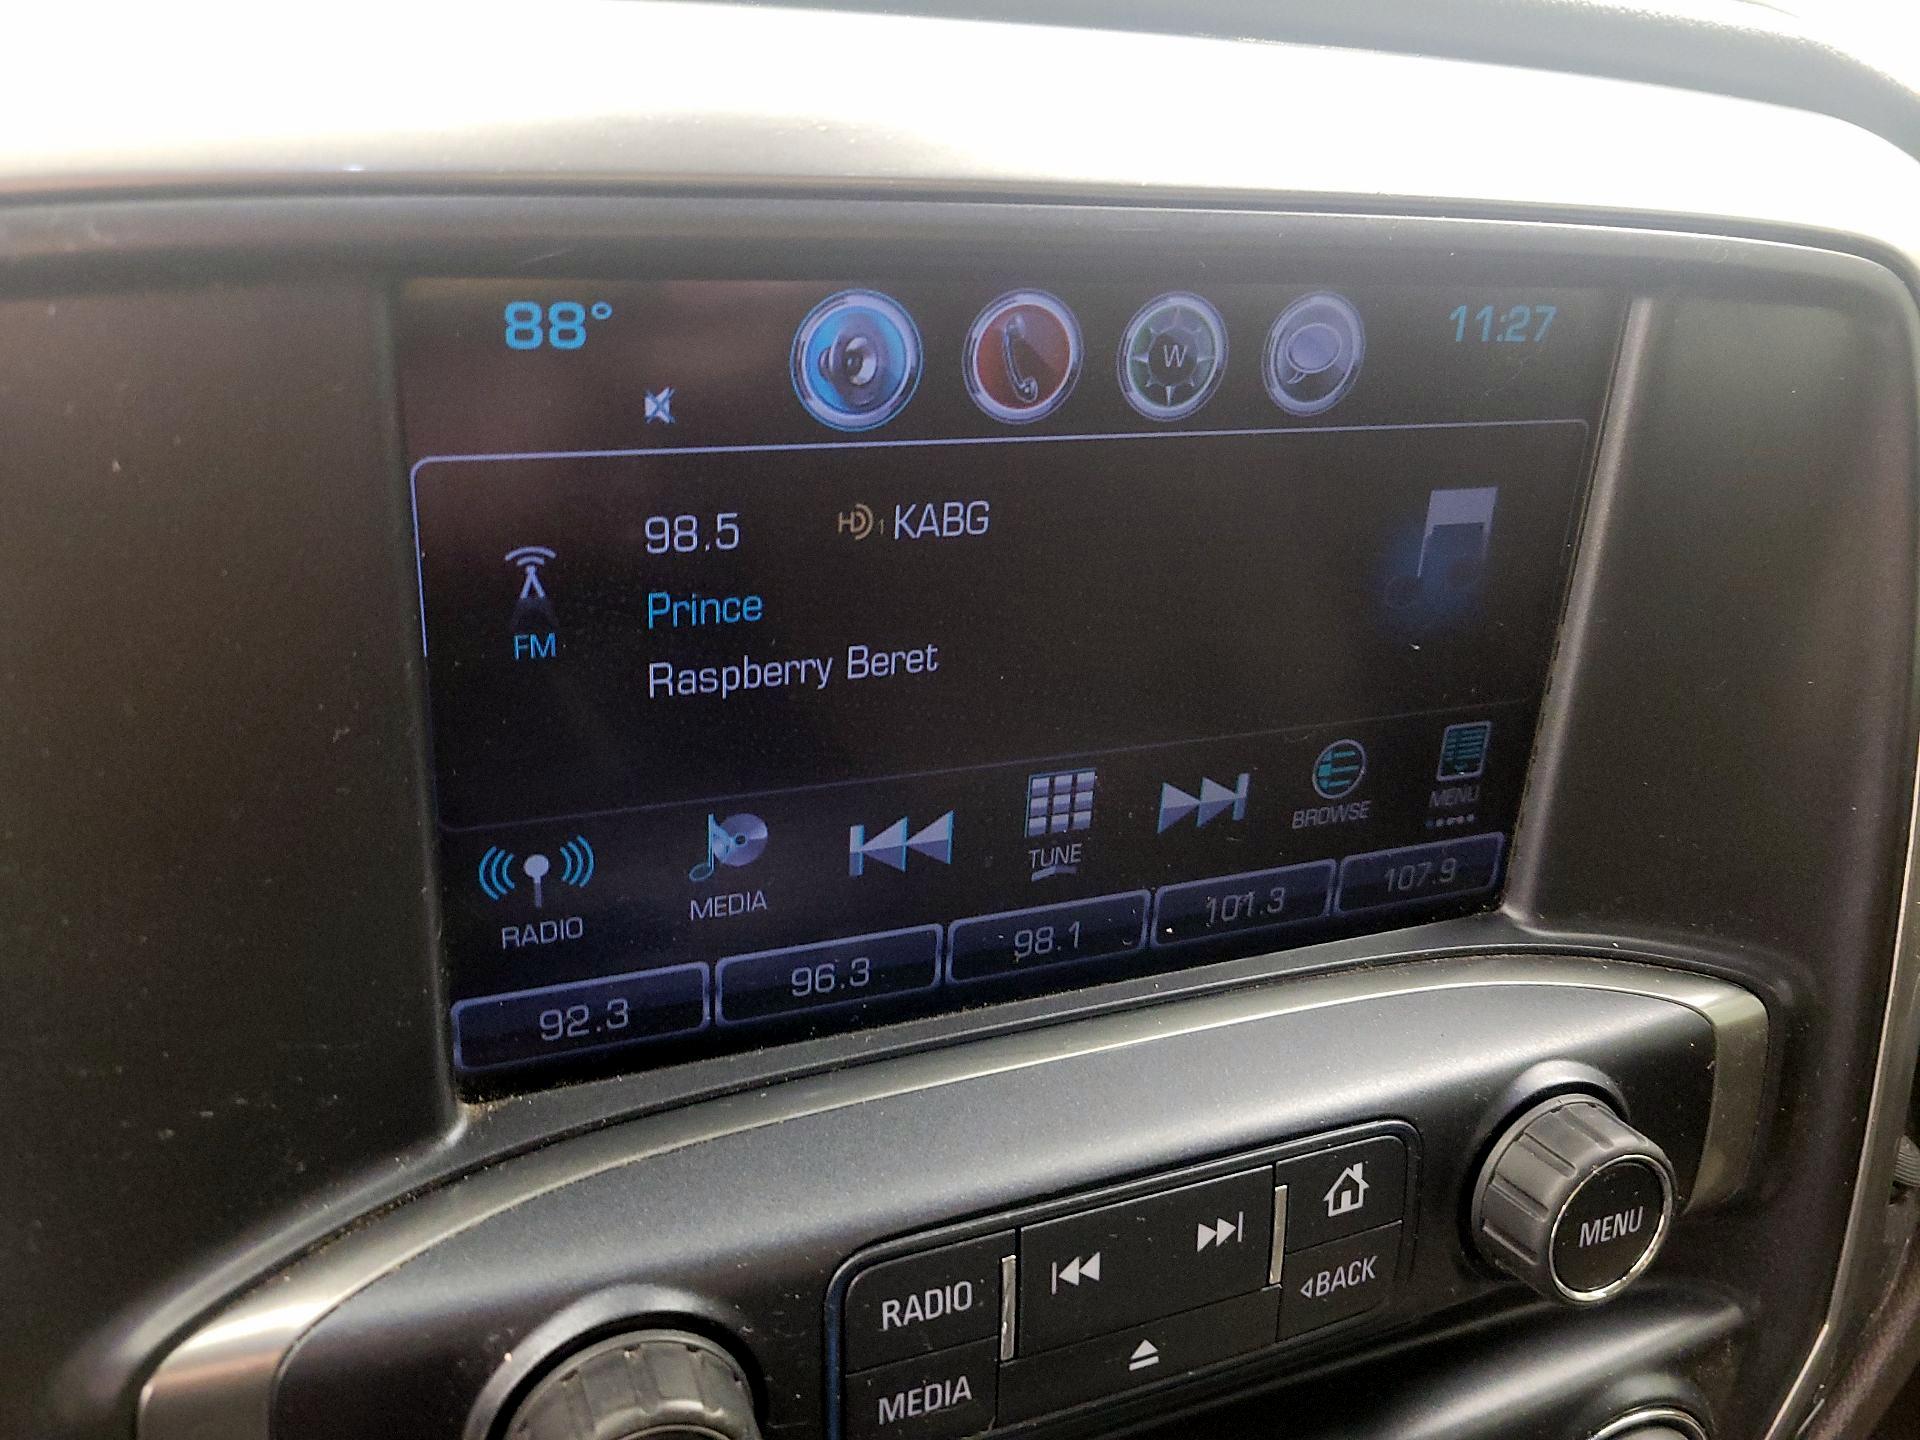 88° 11:27
W
98.5 HD1 KABG
Prince
FM
Raspberry Beret
RADIO MEDIA TUNE BROWSE MENU
92.3 96.3 98.1 101.3 107.9
RADIO
MEDIA
BACK
MENU